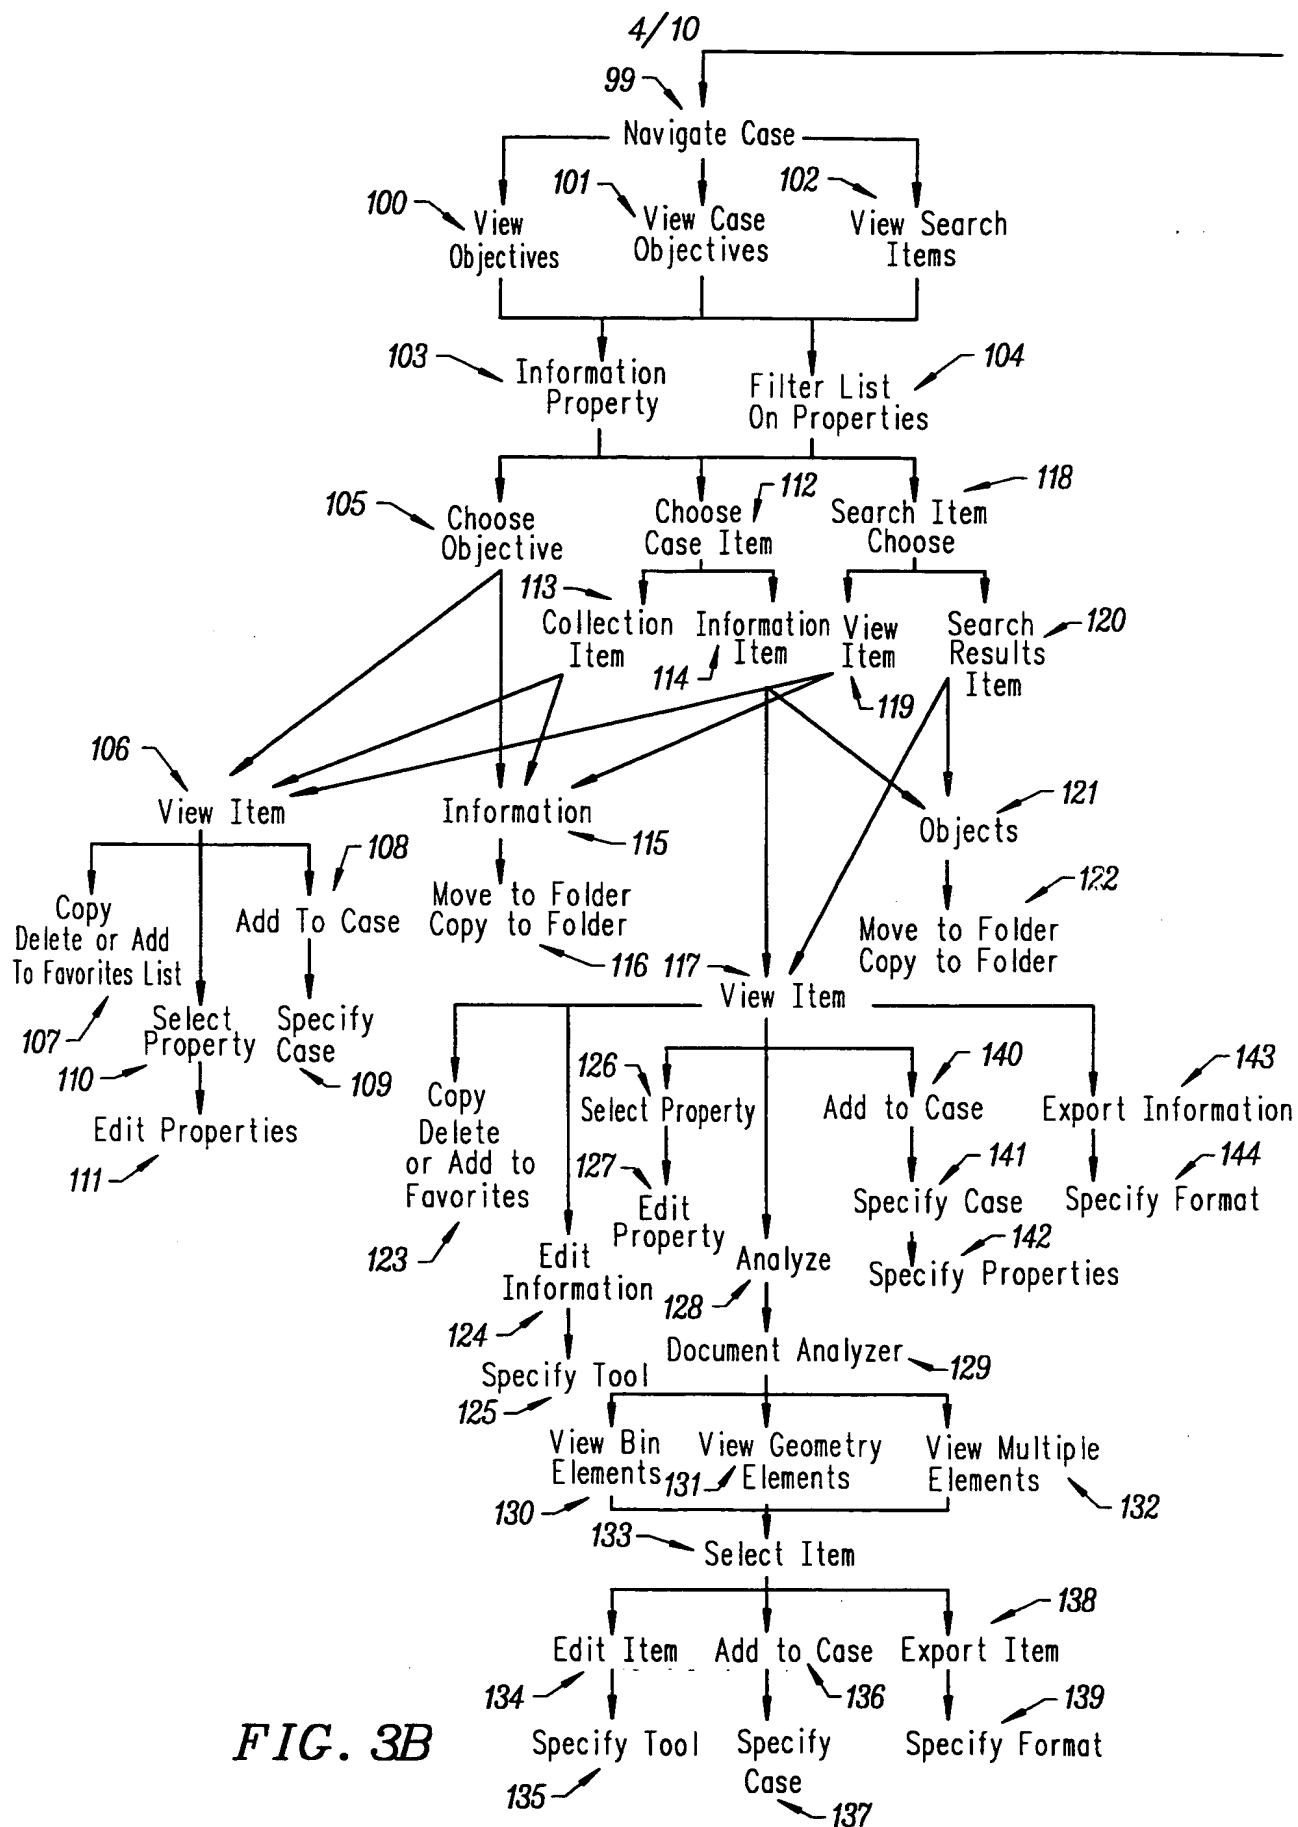 4/10
99
Navigate Case
100
101
102
View
Objectives
View Case
Objectives
View Search
Items
103
104
Information
Property
Filter List
On Properties
105
112
118
Choose
Objective
Choose
Case Item
Search Item
Choose
113
Collection
Item
Information
Item
114
View
Item
119
Search
Results
Item
120
106
View Item
Information
115
121
Objects
108
122
Copy
Delete or Add
To Favorites List
107
Add To Case
Move to Folder
Copy to Folder
116
Move to Folder
Copy to Folder
117
View Item
Select
Property
110
Specify
Case
109
Edit Properties
111
126
140
143
Copy
Delete
or Add to
Favorites
123
Select Property
Add to Case
Export Information
127
141
144
Edit
Property
Specify Case
Specify Format
142
Edit
Information
124
Analyze
128
Specify Properties
Specify Tool
125
Document Analyzer
129
View Bin
Elements
130
View Geometry
Elements
131
View Multiple
Elements
132
133
Select Item
138
Edit Item
134
Add to Case
136
Export Item
139
Specify Tool
135
Specify
Case
137
Specify Format
FIG. 3B